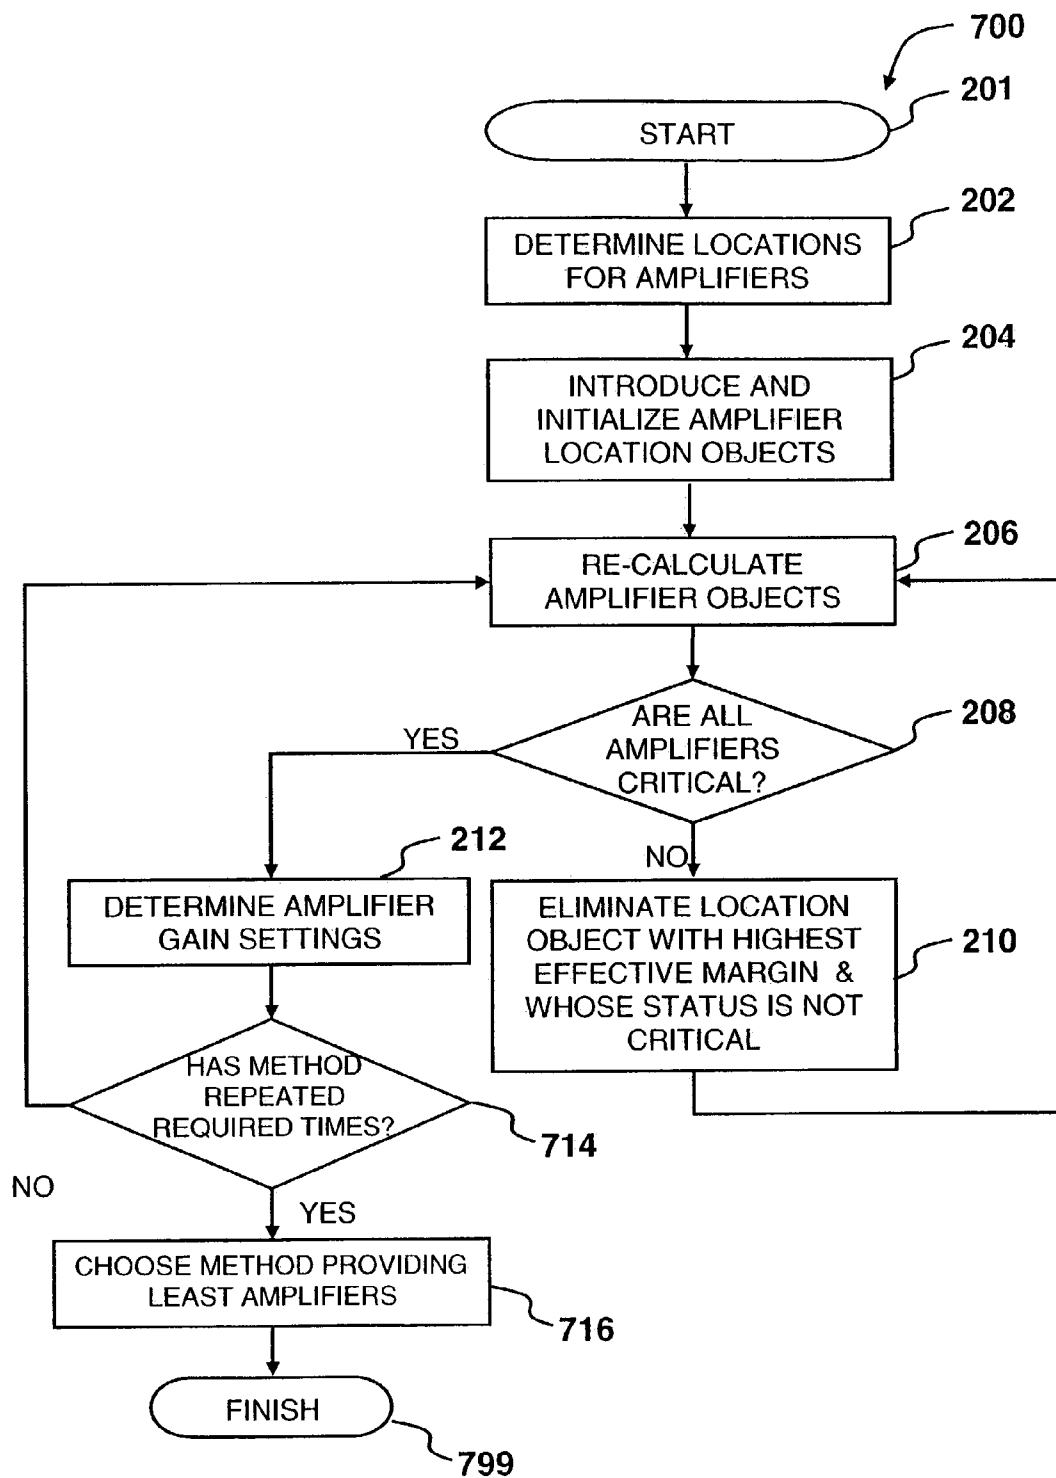 700
201
START
202
DETERMINE LOCATIONS
FOR AMPLIFIERS
204
INTRODUCE AND
INITIALIZE AMPLIFIER
LOCATION OBJECTS
206
RE-CALCULATE
AMPLIFIER OBJECTS
208
ARE ALL
AMPLIFIERS
CRITICAL?
YES
NO
212
DETERMINE AMPLIFIER
GAIN SETTINGS
210
ELIMINATE LOCATION
OBJECT WITH HIGHEST
EFFECTIVE MARGIN &
WHOSE STATUS IS NOT
CRITICAL
HAS METHOD
REPEATED
REQUIRED TIMES?
714
NO
YES
CHOOSE METHOD PROVIDING
LEAST AMPLIFIERS
716
FINISH
799